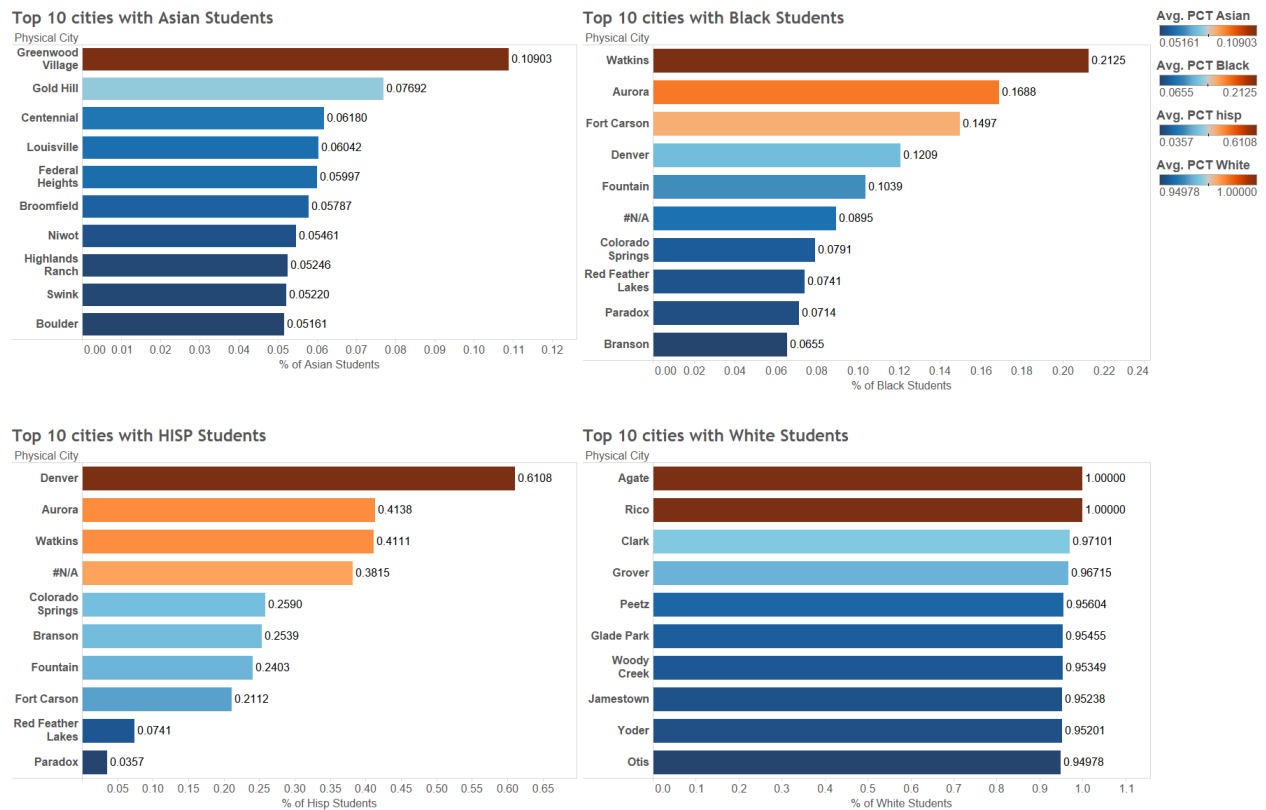 Top 10 cities with Asian Students
Physical City
Greenwood
Village
0.10903
Gold Hill
0.07692
Centennial
0.06180
Louisville
0.06042
Federal
Heights
0.05997
Broomfield
0.05787
Niwot
0.05461
Highlands
Ranch
0.05246
Swink
0.05220
Boulder
0.05161
0.00 0.01 0.02 0.03 0.04 0.05 0.06 0.07 0.08 0.09 0.10 0.11 0.12
% of Asian Students
Top 10 cities with Black Students
Physical City
Watkins
0.2125
Aurora
0.1688
Fort Carson
0.1497
Denver
0.1209
Fountain
0.1039
#N/A
0.0895
Colorado
Springs
0.0791
Red Feather
Lakes
0.0741
Paradox
0.0714
Branson
0.0655
0.00 0.02 0.04 0.06 0.08 0.10 0.12 0.14 0.16 0.18 0.20 0.22 0.24
% of Black Students
Avg. PCT Asian
0.05161 0.10903
Avg. PCT Black
0.0655 0.2125
Avg. PCT hisp
0.0357 0.6108
Avg. PCT White
0.94978 1.00000
Top 10 cities with HISP Students
Physical City
Denver
0.6108
Aurora
0.4138
Watkins
0.4111
#N/A
0.3815
Colorado
Springs
0.2590
Branson
0.2539
Fountain
0.2403
Fort Carson
0.2112
Red Feather
Lakes
0.0741
Paradox
0.0357
0.05 0.10 0.15 0.20 0.25 0.30 0.35 0.40 0.45 0.50 0.55 0.60 0.65
% of Hisp Students
Top 10 cities with White Students
Physical City
Agate
1.00000
Rico
1.00000
Clark
0.97101
Grover
0.96715
Peetz
0.95604
Glade Park
0.95455
Woody
Creek
0.95349
Jamestown
0.95238
Yoder
0.95201
Otis
0.94978
0.0 0.1 0.2 0.3 0.4 0.5 0.6 0.7 0.8 0.9 1.0 1.1
% of White Students